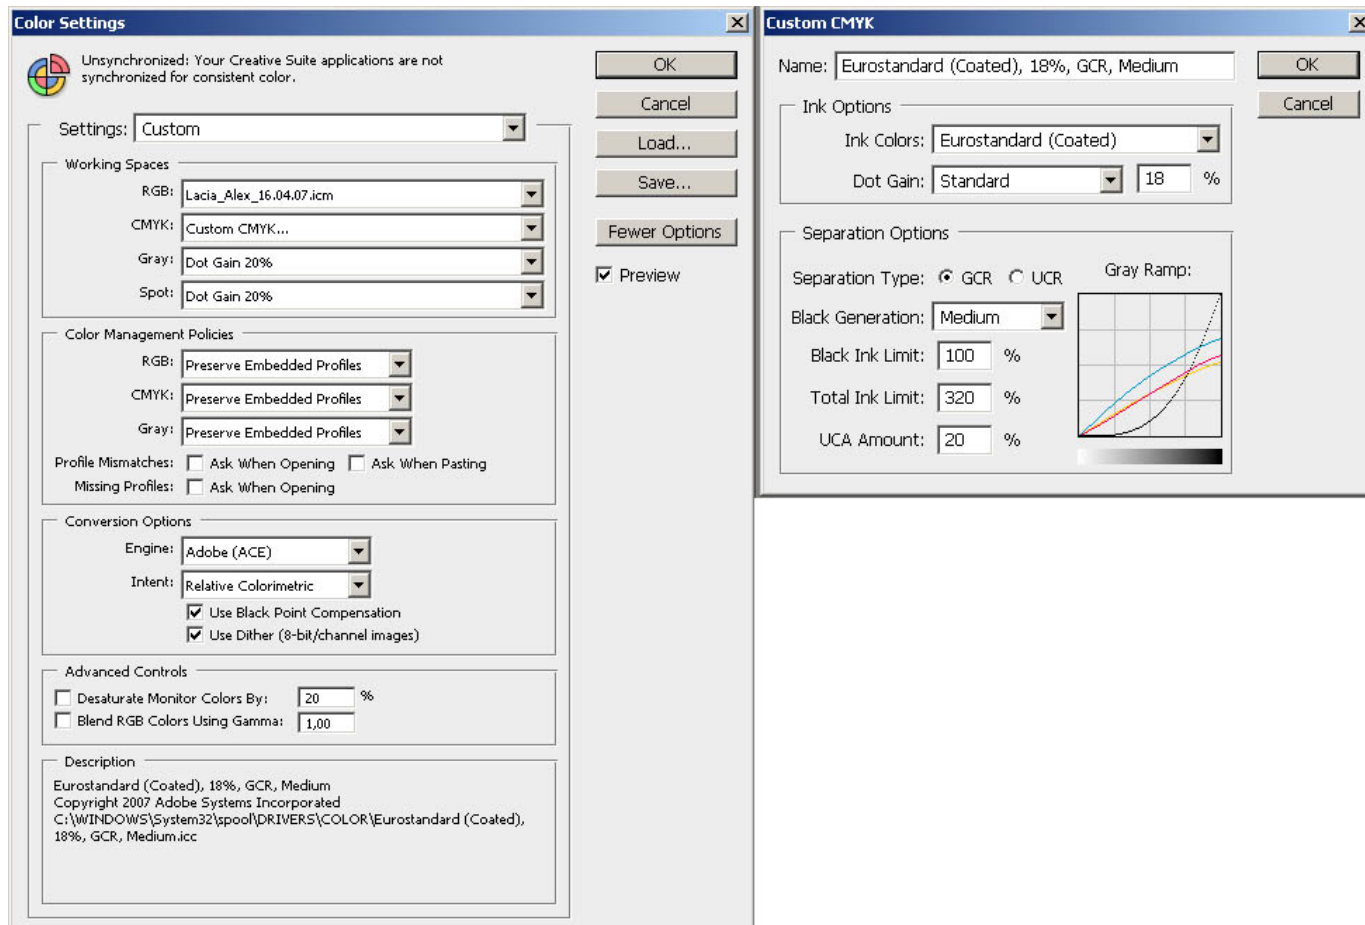 Color Settings
Unsynchronized: Your Creative Suite applications are not
synchronized for consistent color.
Settings: Custom
Working Spaces
RGB: Lacia_Alex_16.04.07.icm
CMYK: Custom CMYK...
Gray: Dot Gain 20%
Spot: Dot Gain 20%
Color Management Policies
RGB: Preserve Embedded Profiles
CMYK: Preserve Embedded Profiles
Gray: Preserve Embedded Profiles
Profile Mismatches: Ask When Opening Ask When Pasting
Missing Profiles: Ask When Opening
Conversion Options
Engine: Adobe (ACE)
Intent: Relative Colorimetric
Use Black Point Compensation
Use Dither (8-bit/channel images)
Advanced Controls
Desaturate Monitor Colors By: 20 %
Blend RGB Colors Using Gamma: 1,00
Description
Eurostandard (Coated), 18%, GCR, Medium
Copyright 2007 Adobe Systems Incorporated
C:\WINDOWS\System32\spool\DRIVERS\COLOR\Eurostandard (Coated),
18%, GCR, Medium.icc
OK
Cancel
Load...
Save...
Fewer Options
Preview
Custom CMYK
Name: Eurostandard (Coated), 18%, GCR, Medium
Ink Options
Ink Colors: Eurostandard (Coated)
Dot Gain: Standard 18 %
Separation Options
Separation Type: GCR UCR
Black Generation: Medium
Black Ink Limit: 100 %
Total Ink Limit: 320 %
UCA Amount: 20 %
Gray Ramp:
OK
Cancel